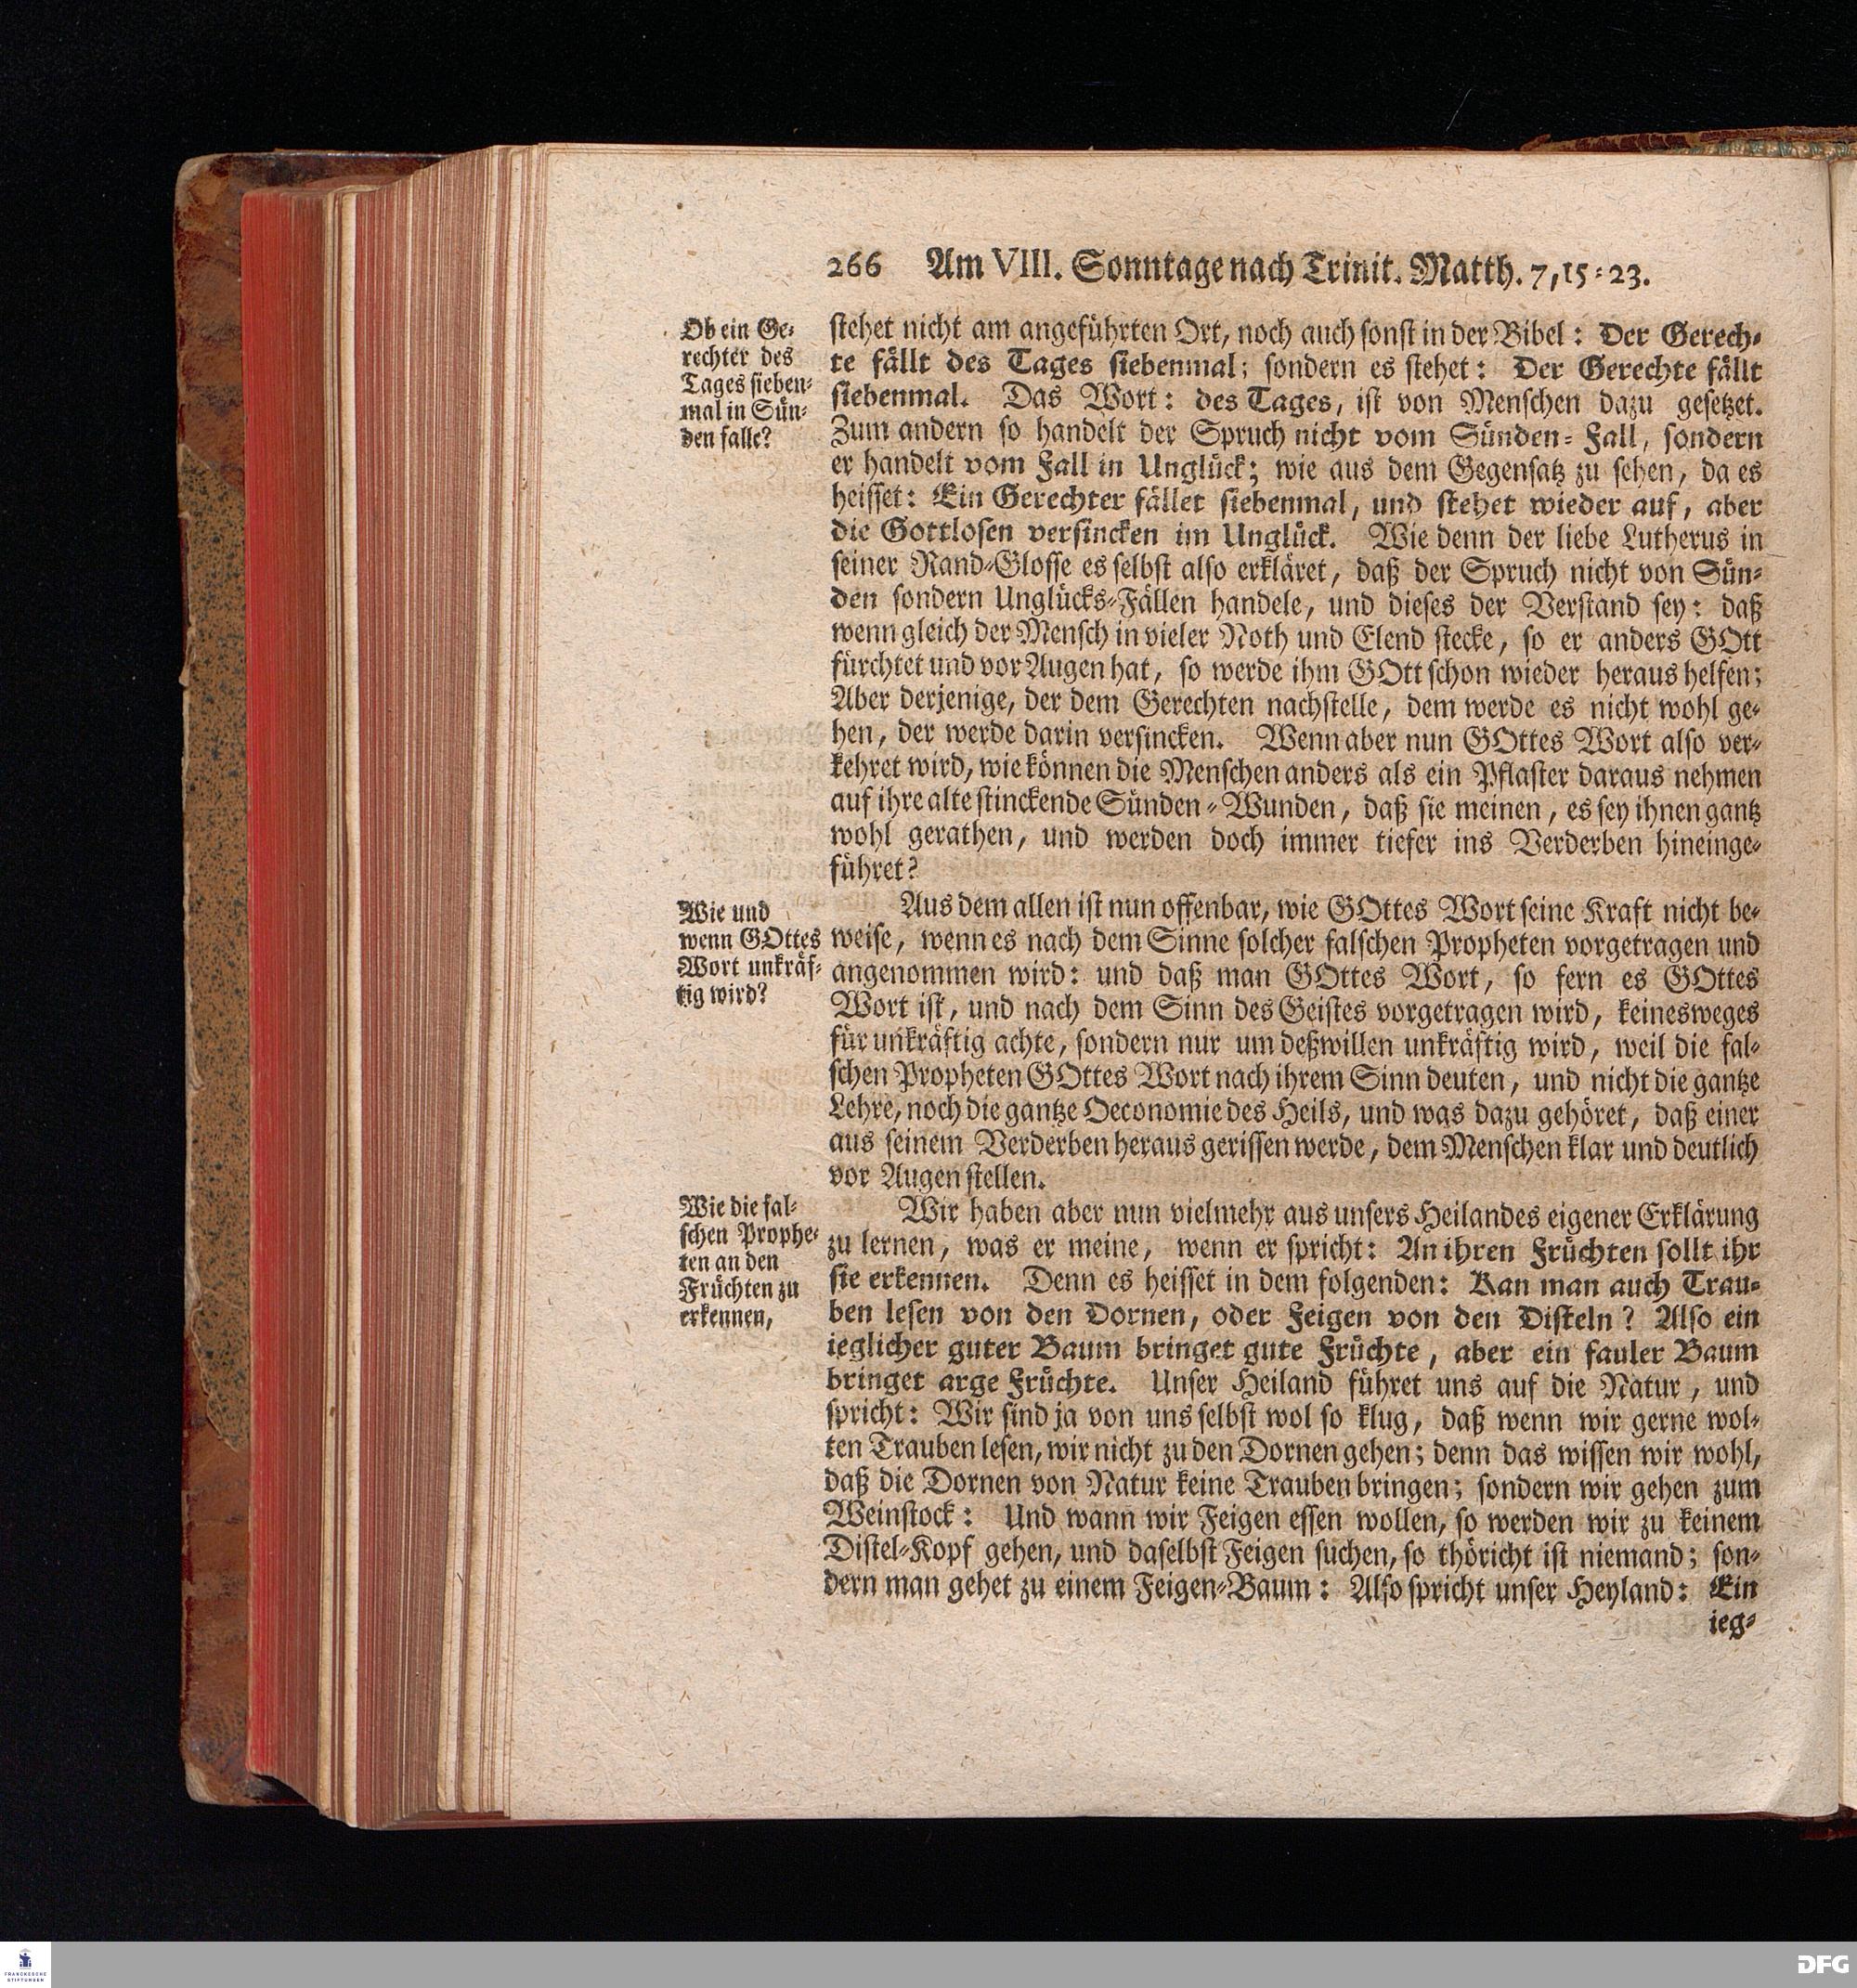 266 Am VIII. Sonntage nach Trinit. Matth. 7, 15-23.
Ob ein Ge-
rechter des
Tages sieben-
mal in Sün-
den falle?
stehet nicht am angeführten Ort, noch auch sonst in der Bibel: Der Gerech-
te fällt des Tages siebenmal; sondern es stehet: Der Gerechte fällt
siebenmal. Das Wort: des Tages, ist von Menschen dazu gesetzet.
Zum andern so handelt der Spruch nicht vom Sünden-Fall, sondern
er handelt vom Fall in Unglück; wie aus dem Gegensatz zu sehen, da es
heisset: Ein Gerechter fället siebenmal, und stehet wieder auf, aber
die Gottlosen versincken im Unglück. Wie denn der liebe Lutherus in
seiner Rand-Glosse es selbst also erkläret, daß der Spruch nicht von Sün-
den sondern Unglücks-Fällen handele, und dieses der Verstand sey: daß
wenn gleich der Mensch in vieler Noth und Elend stecke, so er anders GOtt
fürchtet und vor Augen hat, so werde ihm GOtt schon wieder heraus helfen;
Aber derjenige, der dem Gerechten nachstelle, dem werde es nicht wohl ge-
hen, der werde darin versincken. Wenn aber nun GOttes Wort also ver-
kehret wird, wie können die Menschen anders als ein Pflaster daraus nehmen
auf ihre alte stinckende Sünden-Wunden, daß sie meinen, es sey ihnen gantz
wohl gerathen, und werden doch immer tiefer ins Verderben hineinge-
führet?
Wie und
wenn GOttes
Wort unkräf-
tig wird?
Aus dem allen ist nun offenbar, wie GOttes Wort seine Kraft nicht be-
weise, wenn es nach dem Sinne solcher falschen Propheten vorgetragen und
angenommen wird: und daß man GOttes Wort, so fern es GOttes
Wort ist, und nach dem Sinn des Geistes vorgetragen wird, keinesweges
für unkräftig achte, sondern nur um deßwillen unkräftig wird, weil die fal-
schen Propheten GOttes Wort nach ihrem Sinn deuten, und nicht die gantze
Lehre, noch die gantze Oeconomie des Heils, und was dazu gehöret, daß einer
aus seinem Verderben heraus gerissen werde, dem Menschen klar und deutlich
vor Augen stellen.
Wie die fal-
schen Prophe-
ten an den
Früchten zu
erkennen,
Wir haben aber nun vielmehr aus unsers Heilandes eigener Erklärung
zu lernen, was er meine, wenn er spricht: An ihren Früchten sollt ihr
sie erkennen. Denn es heisset in dem folgenden: Kan man auch Trau-
ben lesen von den Dornen, oder Feigen von den Disteln? Also ein
ieglicher guter Baum bringet gute Früchte, aber ein fauler Baum
bringet arge Früchte. Unser Heiland führet uns auf die Natur, und
spricht: Wir sind ja von uns selbst wol so klug, daß wenn wir gerne wol-
ten Trauben lesen, wir nicht zu den Dornen gehen; denn das wissen wir wohl,
daß die Dornen von Natur keine Trauben bringen; sondern wir gehen zum
Weinstock: Und wann wir Feigen essen wollen, so werden wir zu keinem
Distel-Kopf gehen, und daselbst Feigen suchen, so thöricht ist niemand; son-
dern man gehet zu einem Feigen-Baum: Also spricht unser Heyland: Ein
ieg-
FRANCKESCHE
STIFTUNGEN
DFG